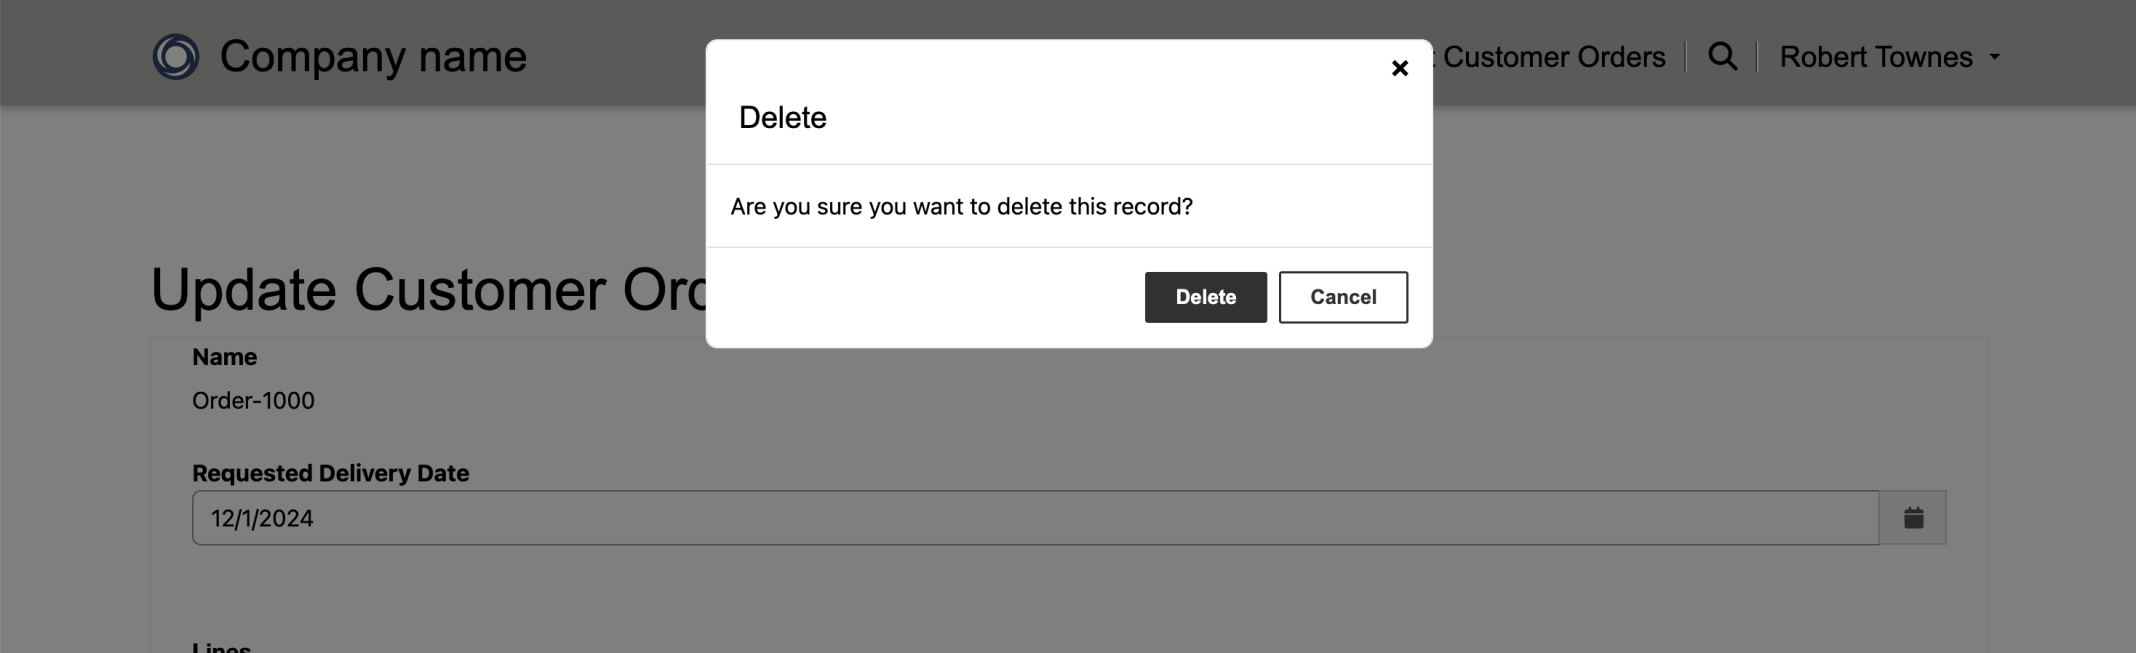 Company name
Customer Orders
Robert Townes
Delete
Are you sure you want to delete this record?
Delete
Cancel
Update Customer
Name
Order-1000
Requested Delivery Date
12/1/2024
Lines